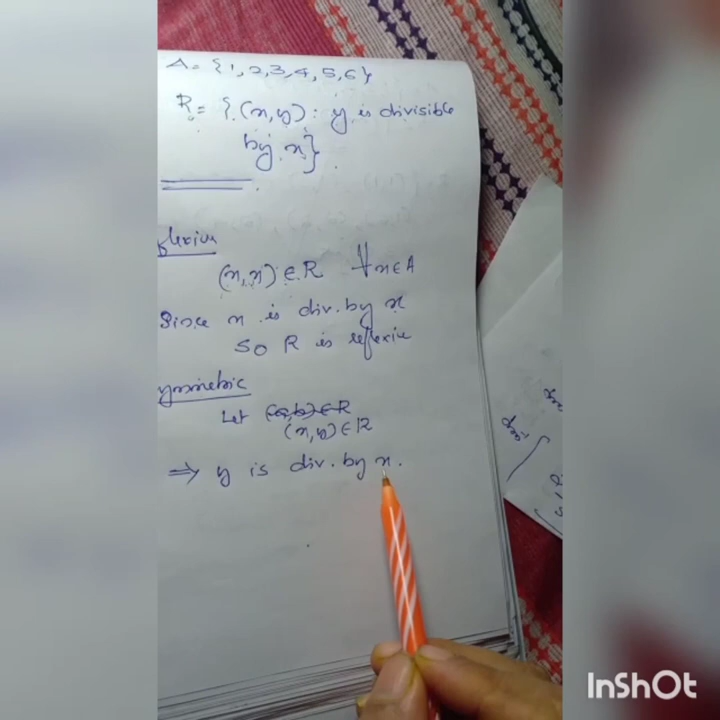 A = {1,2,3,4,5,6}
R = {(x,y) : y is divisible
by x}
flexive
(x,x) ∈ R ∀ x ∈ A
Since x is div. by x
So R is reflexive
ymmetric
Let (a,b) ∈ R
(x,y) ∈ R
⇒ y is div. by x.
InShOt